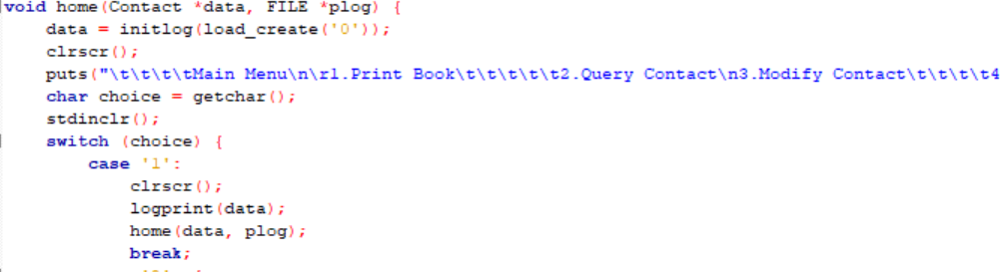 void home(Contact *data, FILE *plog) {
    data = initlog(load_create('0'));
    clrscr();
    puts("\t\t\t\tMain Menu\n\r1.Print Book\t\t\t\t\t2.Query Contact\n3.Modify Contact\t\t\t\t4
    char choice = getchar();
    stdinclr();
    switch (choice) {
        case '1':
            clrscr();
            logprint(data);
            home(data, plog);
            break;